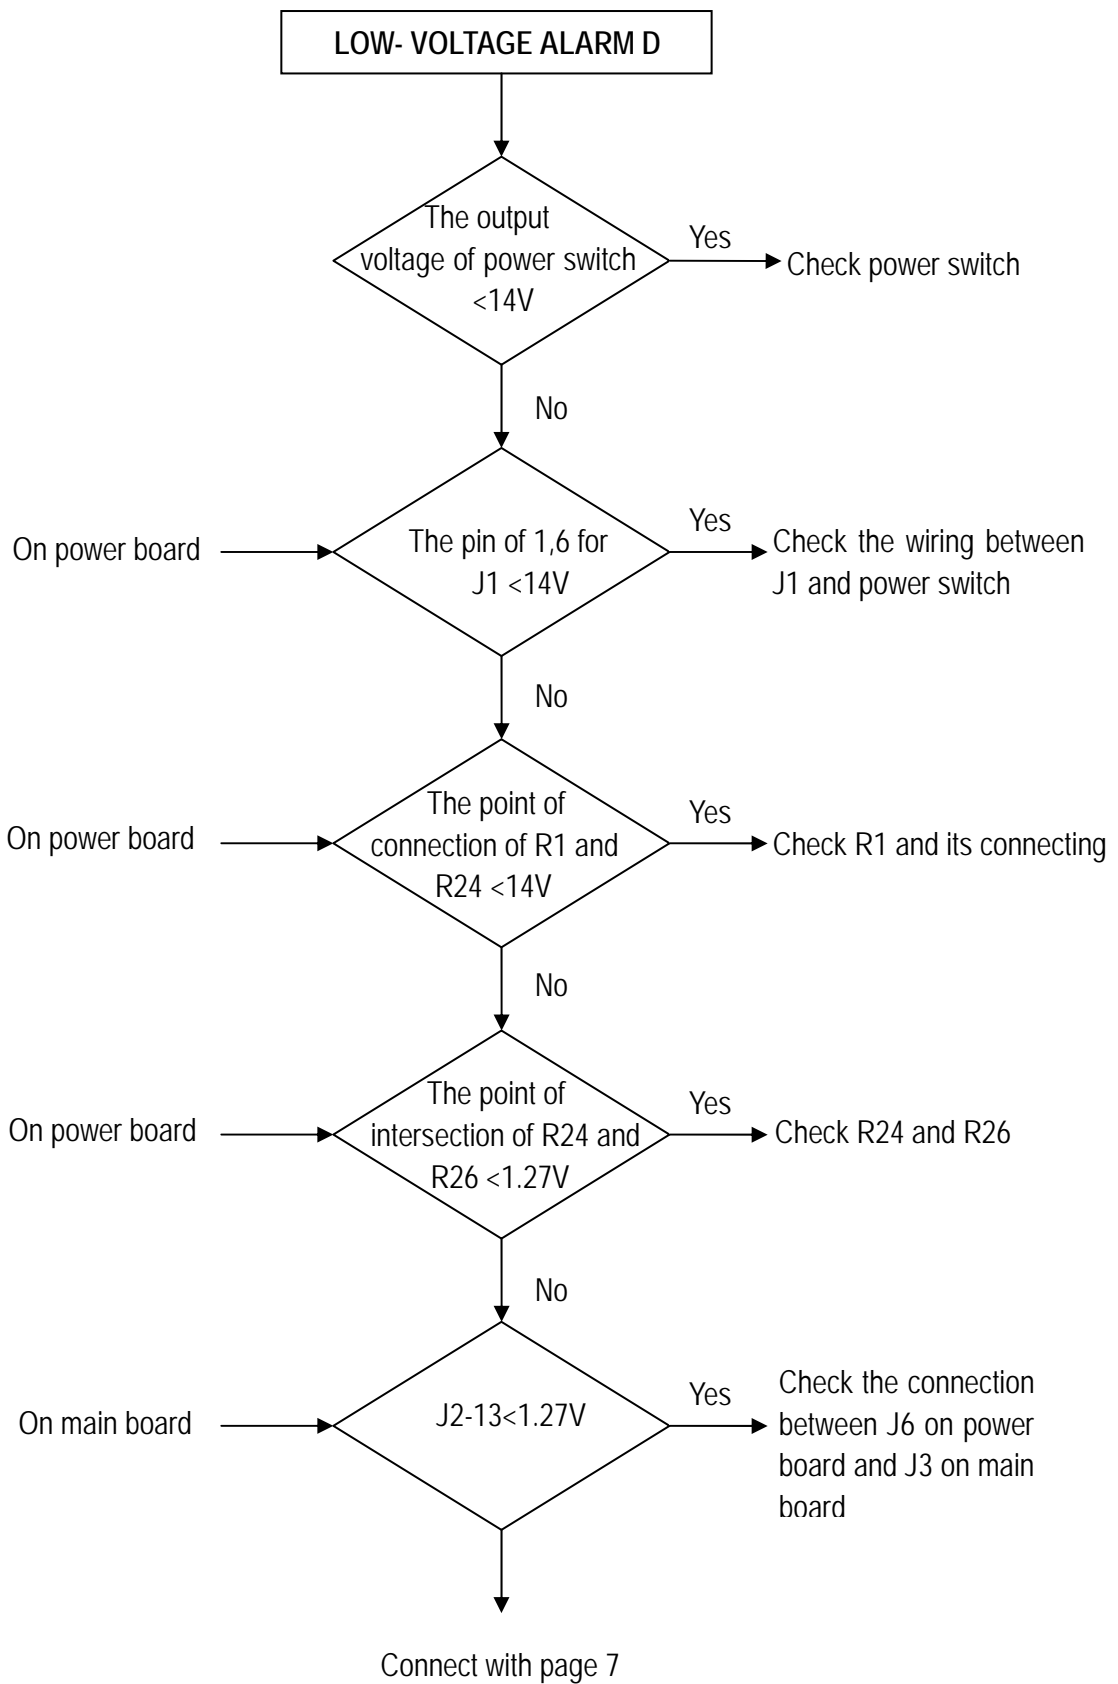 LOW- VOLTAGE ALARM D
The output
voltage of power switch
<14V
Yes
Check power switch
No
On power board
The pin of 1,6 for
J1 <14V
Yes
Check the wiring between
J1 and power switch
No
On power board
The point of
connection of R1 and
R24 <14V
Yes
Check R1 and its connecting
No
On power board
The point of
intersection of R24 and
R26 <1.27V
Yes
Check R24 and R26
No
On main board
J2-13<1.27V
Yes
Check the connection
between J6 on power
board and J3 on main
board
Connect with page 7